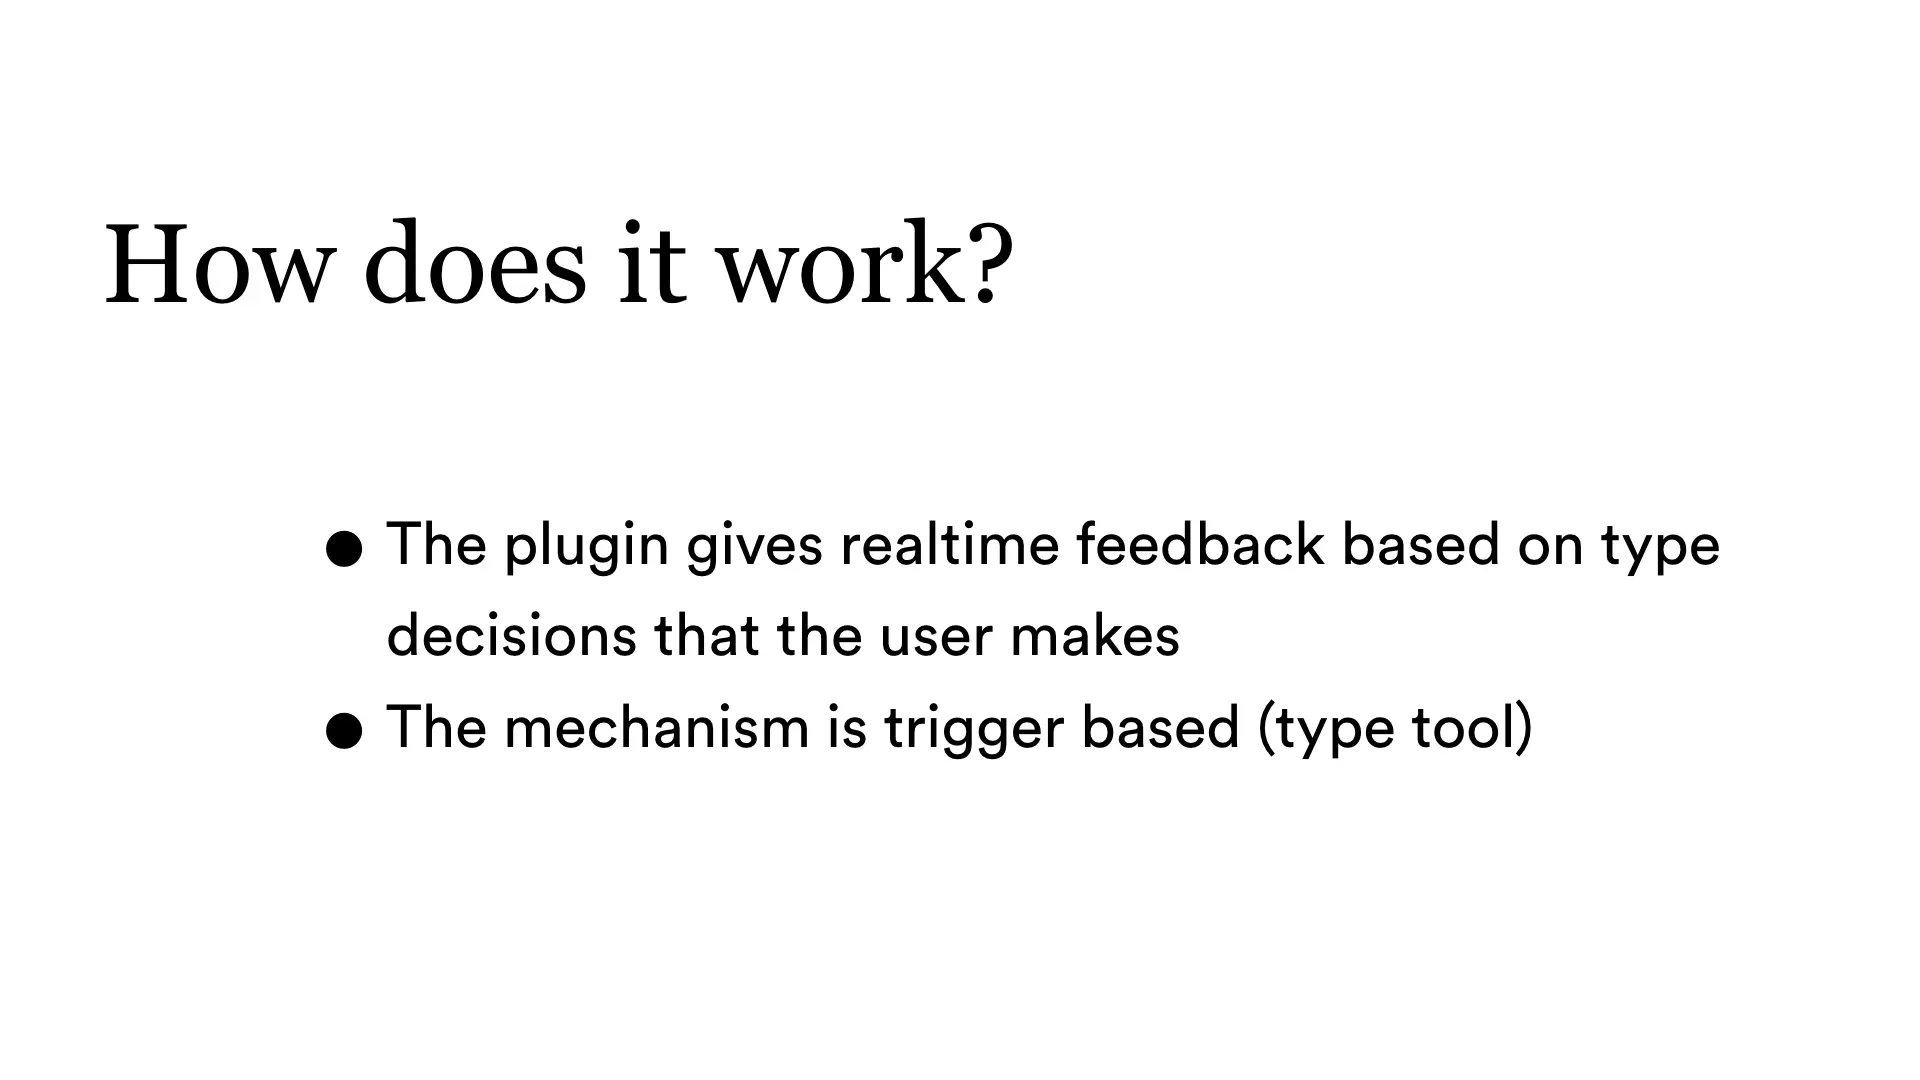 How does it work?
● The plugin gives realtime feedback based on type
decisions that the user makes
● The mechanism is trigger based (type tool)